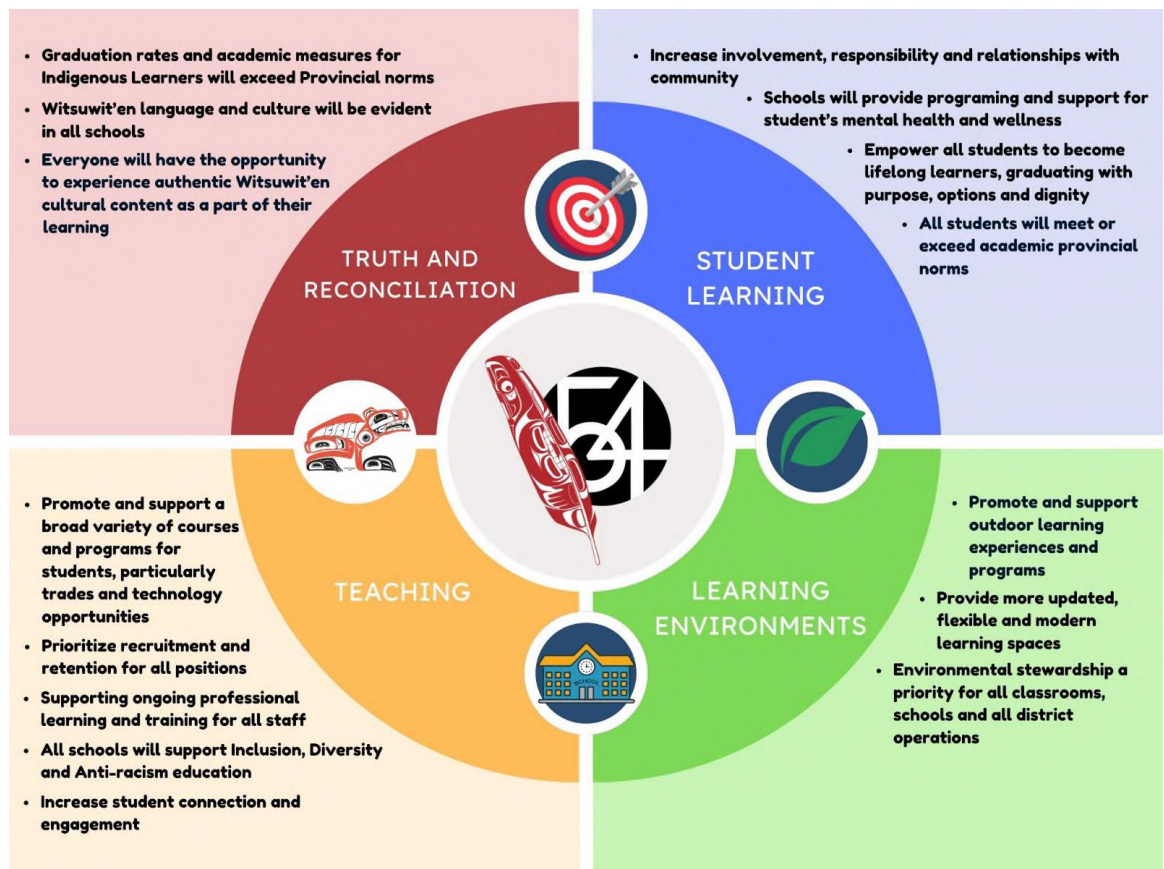 • Graduation rates and academic measures for
Indigenous Learners will exceed Provincial norms
• Witsuwit'en language and culture will be evident
in all schools
• Everyone will have the opportunity
to experience authentic Witsuwit'en
cultural content as a part of their
learning
TRUTH AND
RECONCILIATION
• Increase involvement, responsibility and relationships with
community
• Schools will provide programing and support for
student's mental health and wellness
• Empower all students to become
lifelong learners, graduating with
purpose, options and dignity
• All students will meet or
exceed academic provincial
norms
STUDENT
LEARNING
54
• Promote and support a
broad variety of courses
and programs for
students, particularly
trades and technology
opportunities
• Prioritize recruitment and
retention for all positions
• Supporting ongoing professional
learning and training for all staff
• All schools will support Inclusion, Diversity
and Anti-racism education
• Increase student connection and
engagement
TEACHING
LEARNING
ENVIRONMENTS
SCHOOL
• Promote and support
outdoor learning
experiences and
programs
• Provide more updated,
flexible and modern
learning spaces
• Environmental stewardship a
priority for all classrooms,
schools and all district
operations